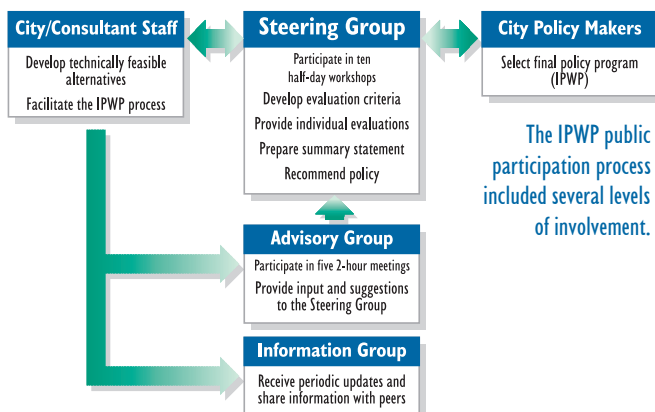 City/Consultant Staff
Develop technically feasible
alternatives
Facilitate the IPWP process
Steering Group
Participate in ten
half-day workshops
Develop evaluation criteria
Provide individual evaluations
Prepare summary statement
Recommend policy
City Policy Makers
Select final policy program
(IPWP)
The IPWP public
participation process
included several levels
of involvement.
Advisory Group
Participate in five 2-hour meetings
Provide input and suggestions
to the Steering Group
Information Group
Receive periodic updates and
share information with peers